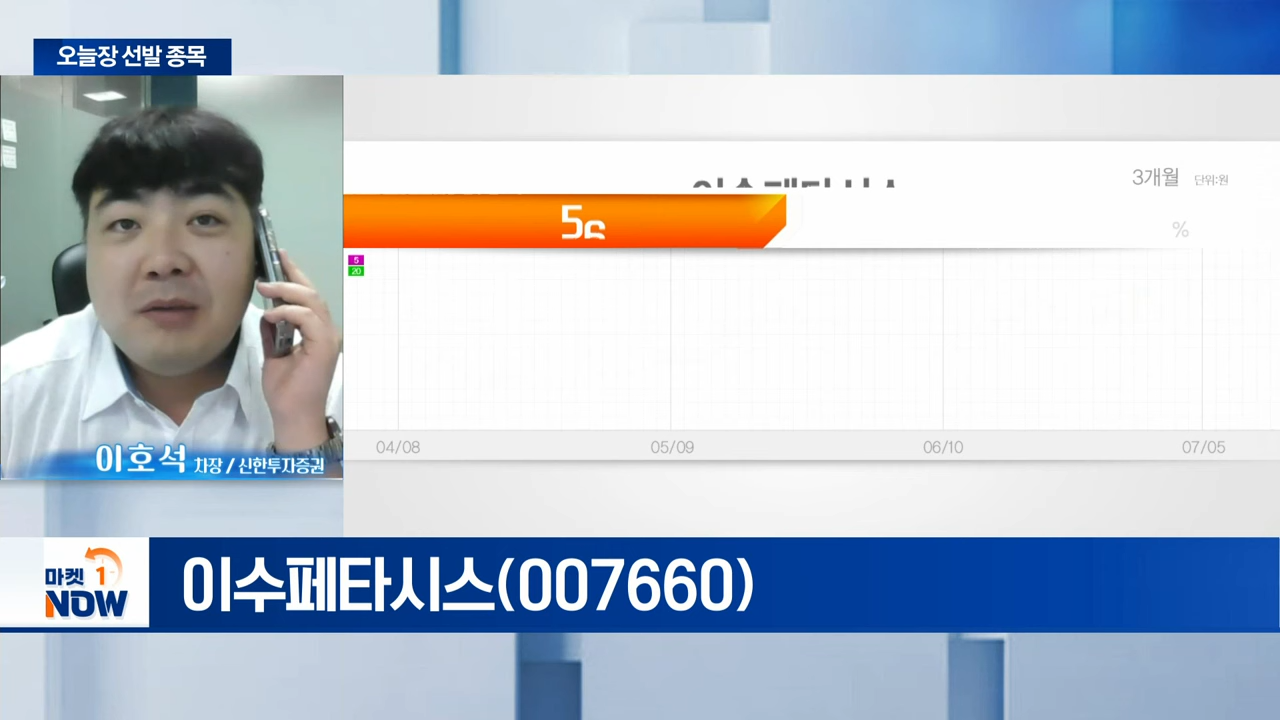 오늘장 선발 종목
3개월 단위:원
%
5
20
04/08 05/09 06/10 07/05
이호석 차장 / 신한투자증권
마켓 1
NOW
이수페타시스(007660)